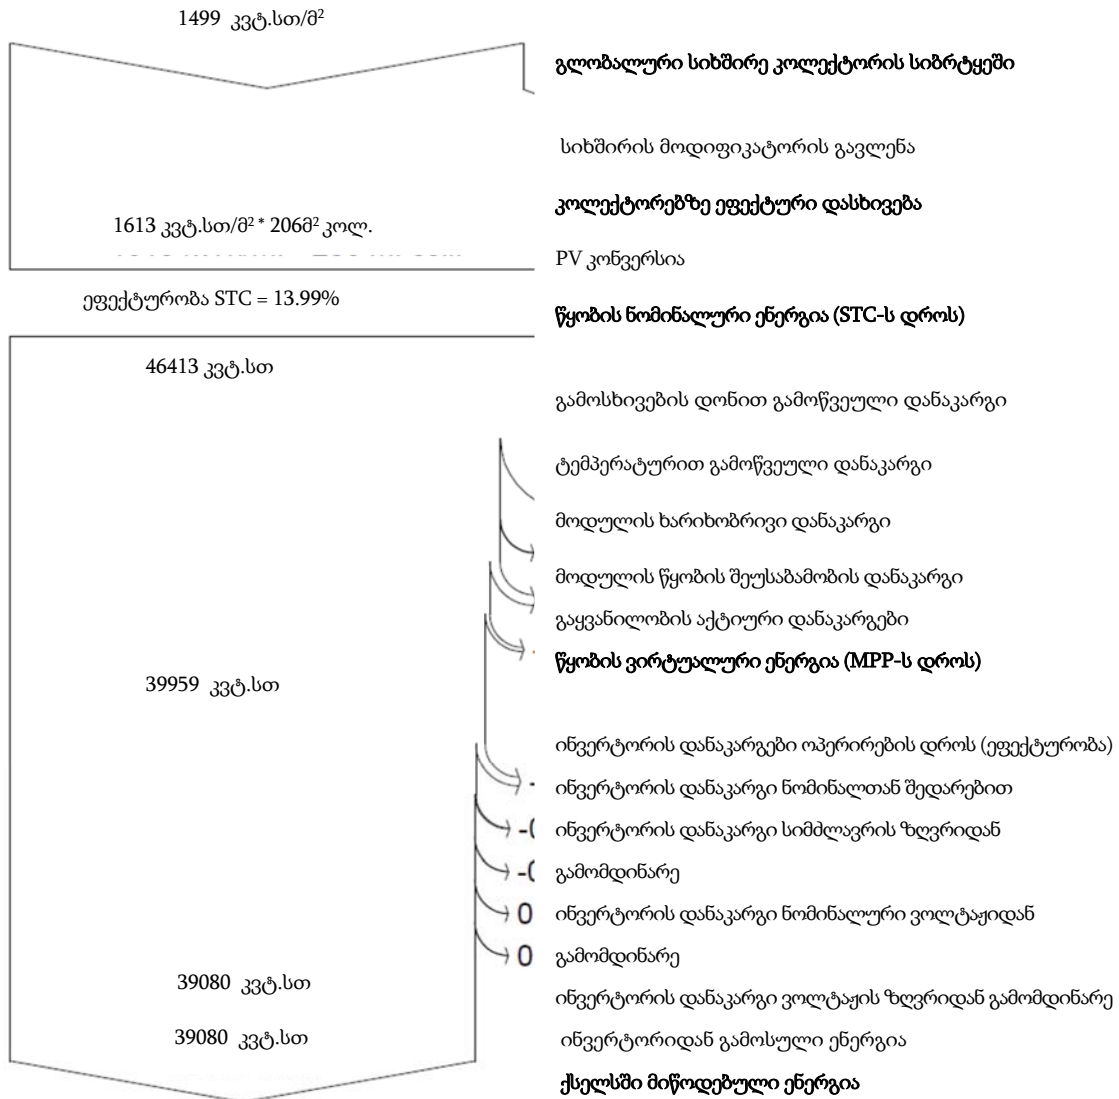 1499 კვტ.სთ/მ²
გლობალური სიხშირე კოლექტორის სიბრტყეში
სიხშირის მოდიფიკატორის გავლენა
კოლექტორებზე ეფექტური დასხივება
1613 კვტ.სთ/მ² * 206მ² კოლ.
PV კონვერსია
ეფექტურობა STC = 13.99%
წყობის ნომინალური ენერგია (STC-ს დროს)
46413 კვტ.სთ
გამოსხივების დონით გამოწვეული დანაკარგი
ტემპერატურით გამოწვეული დანაკარგი
მოდულის ხარიხობრივი დანაკარგი
მოდულის წყობის შეუსაბამობის დანაკარგი
გაყვანილობის აქტიური დანაკარგები
წყობის ვირტუალური ენერგია (MPP-ს დროს)
39959 კვტ.სთ
ინვერტორის დანაკარგები ოპერირების დროს (ეფექტურობა)
ინვერტორის დანაკარგი ნომინალთან შედარებით
-0 ინვერტორის დანაკარგი სიმძლავრის ზღვრიდან
-0 გამომდინარე
0 ინვერტორის დანაკარგი ნომინალური ვოლტაჟიდან
0 გამომდინარე
39080 კვტ.სთ
ინვერტორის დანაკარგი ვოლტაჟის ზღვრიდან გამომდინარე
39080 კვტ.სთ
ინვერტორიდან გამოსული ენერგია
ქსელსში მიწოდებული ენერგია